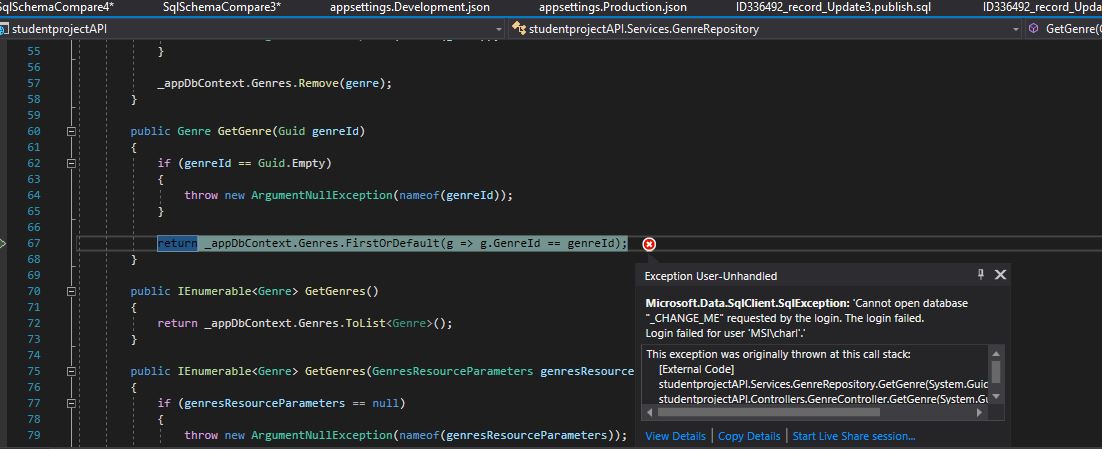 SqlSchemaCompare4*
SqlSchemaCompare3*
appsettings.Development.json
appsettings.Production.json
ID336492_record_Update3.publish.sql
ID336492_record_Upda
studentprojectAPI
studentprojectAPI.Services.GenreRepository
GetGenre(
55 }
56
57 _appDbContext.Genres.Remove(genre);
58 }
59
60 public Genre GetGenre(Guid genreId)
61 {
62 if (genreId == Guid.Empty)
63 {
64 throw new ArgumentNullException(nameof(genreId));
65 }
66
67 return _appDbContext.Genres.FirstOrDefault(g => g.GenreId == genreId);
68 }
69
70 public IEnumerable<Genre> GetGenres()
71 {
72 return _appDbContext.Genres.ToList<Genre>();
73 }
74
75 public IEnumerable<Genre> GetGenres(GenresResourceParameters genresResource
76 {
77 if (genresResourceParameters == null)
78 {
79 throw new ArgumentNullException(nameof(genresResourceParameters));
Exception User-Unhandled
Microsoft.Data.SqlClient.SqlException: 'Cannot open database
"_CHANGE_ME" requested by the login. The login failed.
Login failed for user 'MSI\charl'.'
This exception was originally thrown at this call stack:
[External Code]
studentprojectAPI.Services.GenreRepository.GetGenre(System.Guid
studentprojectAPI.Controllers.GenreController.GetGenre(System.Gu
View Details | Copy Details | Start Live Share session...